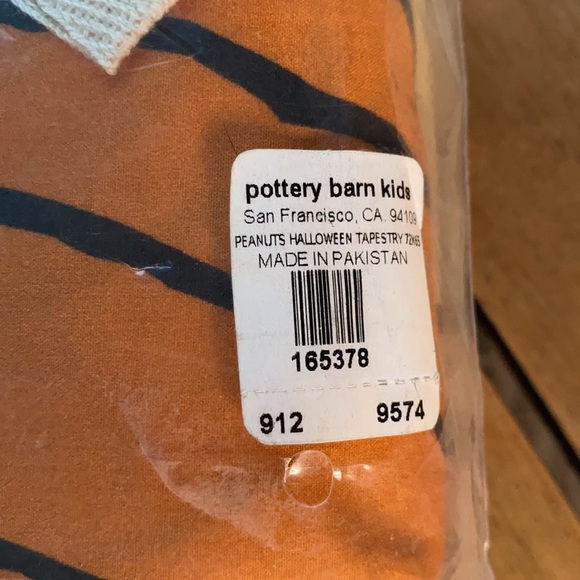 pottery barn kids
San Francisco, CA. 94109
PEANUTS HALLOWEEN TAPESTRY 72X65
MADE IN PAKISTAN
165378
912 9574